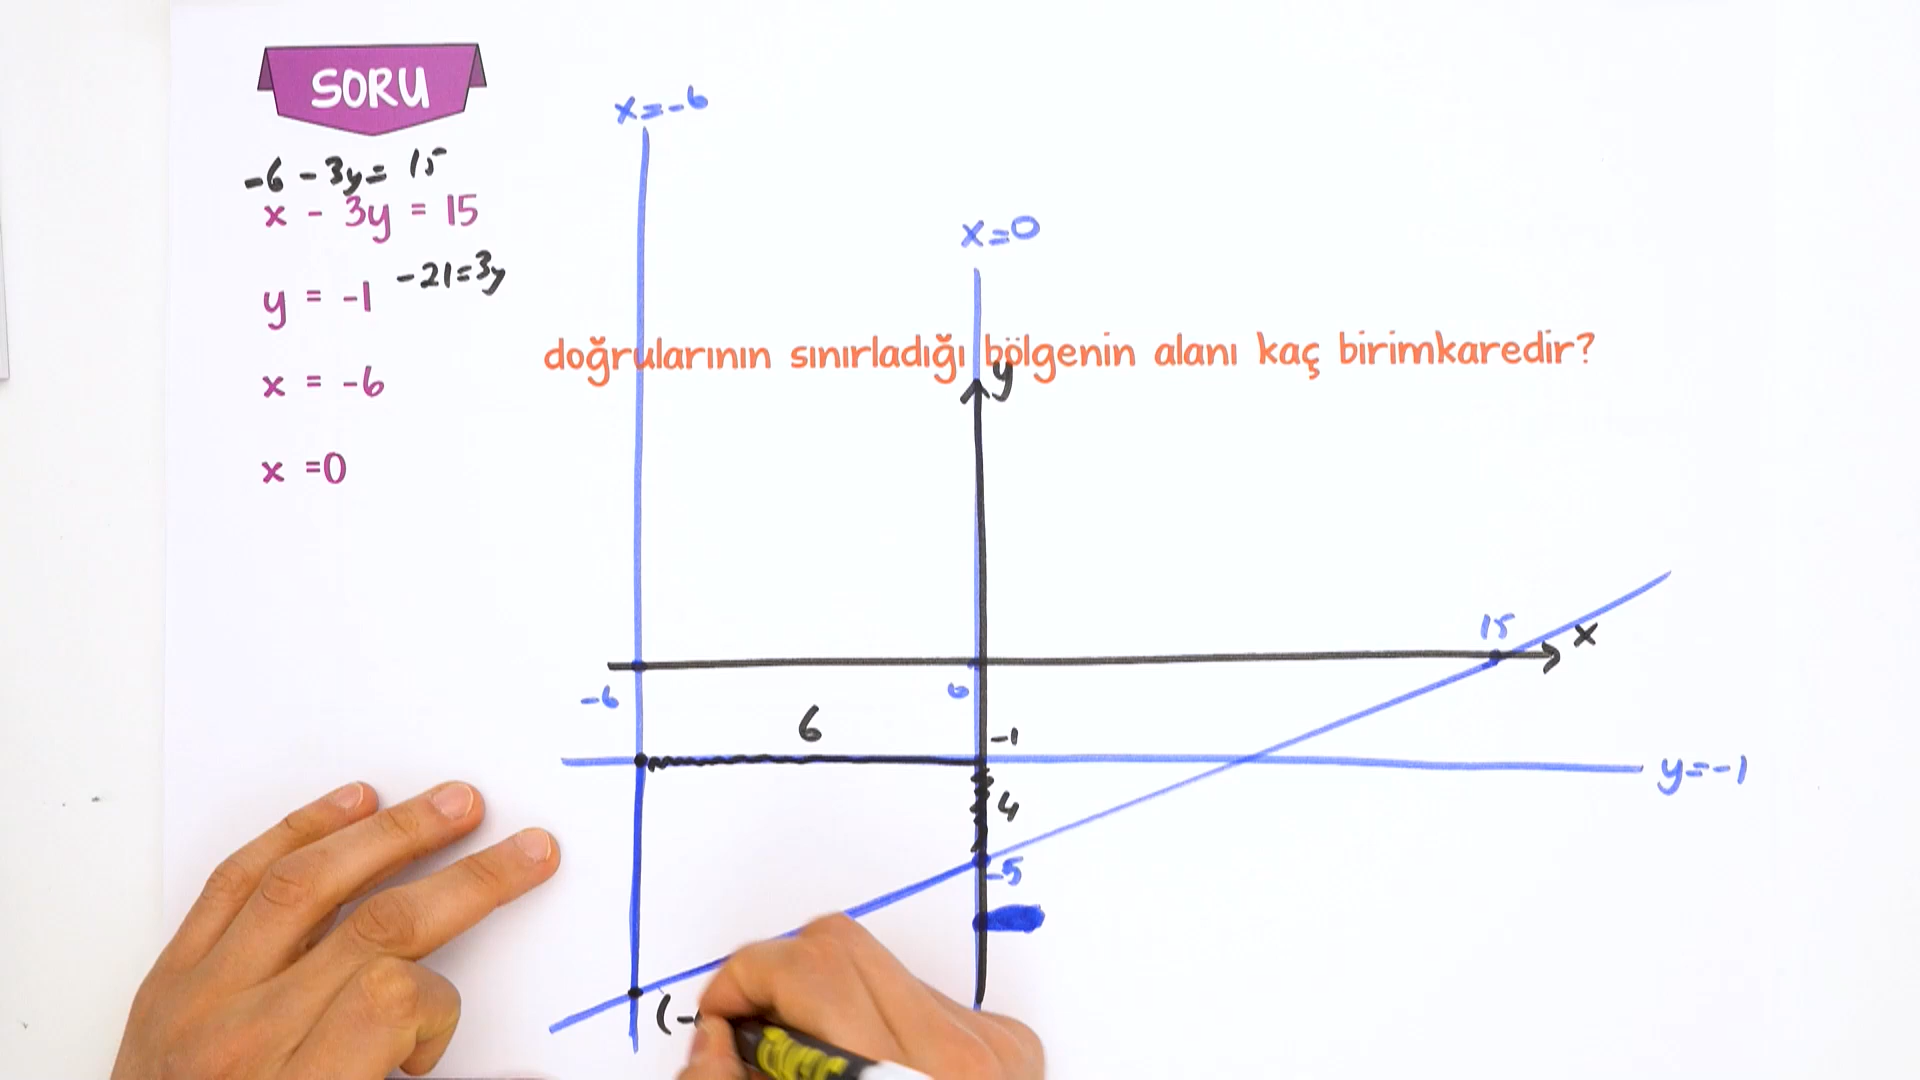 SORU
-6 - 3y = 15
x - 3y = 15
-21 = 3y
y = -1
x = -6
x = 0
doğrularının sınırladığı bölgenin alanı kaç birimkaredir?
x = -6
x = 0
y
15
x
-6
6
-1
y = -1
4
-5
(-